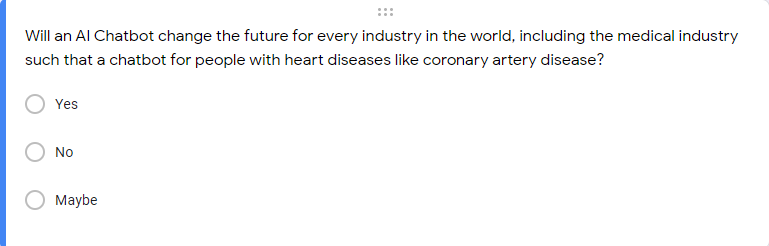 Will an AI Chatbot change the future for every industry in the world, including the medical industry
such that a chatbot for people with heart diseases like coronary artery disease?
Yes
No
Maybe